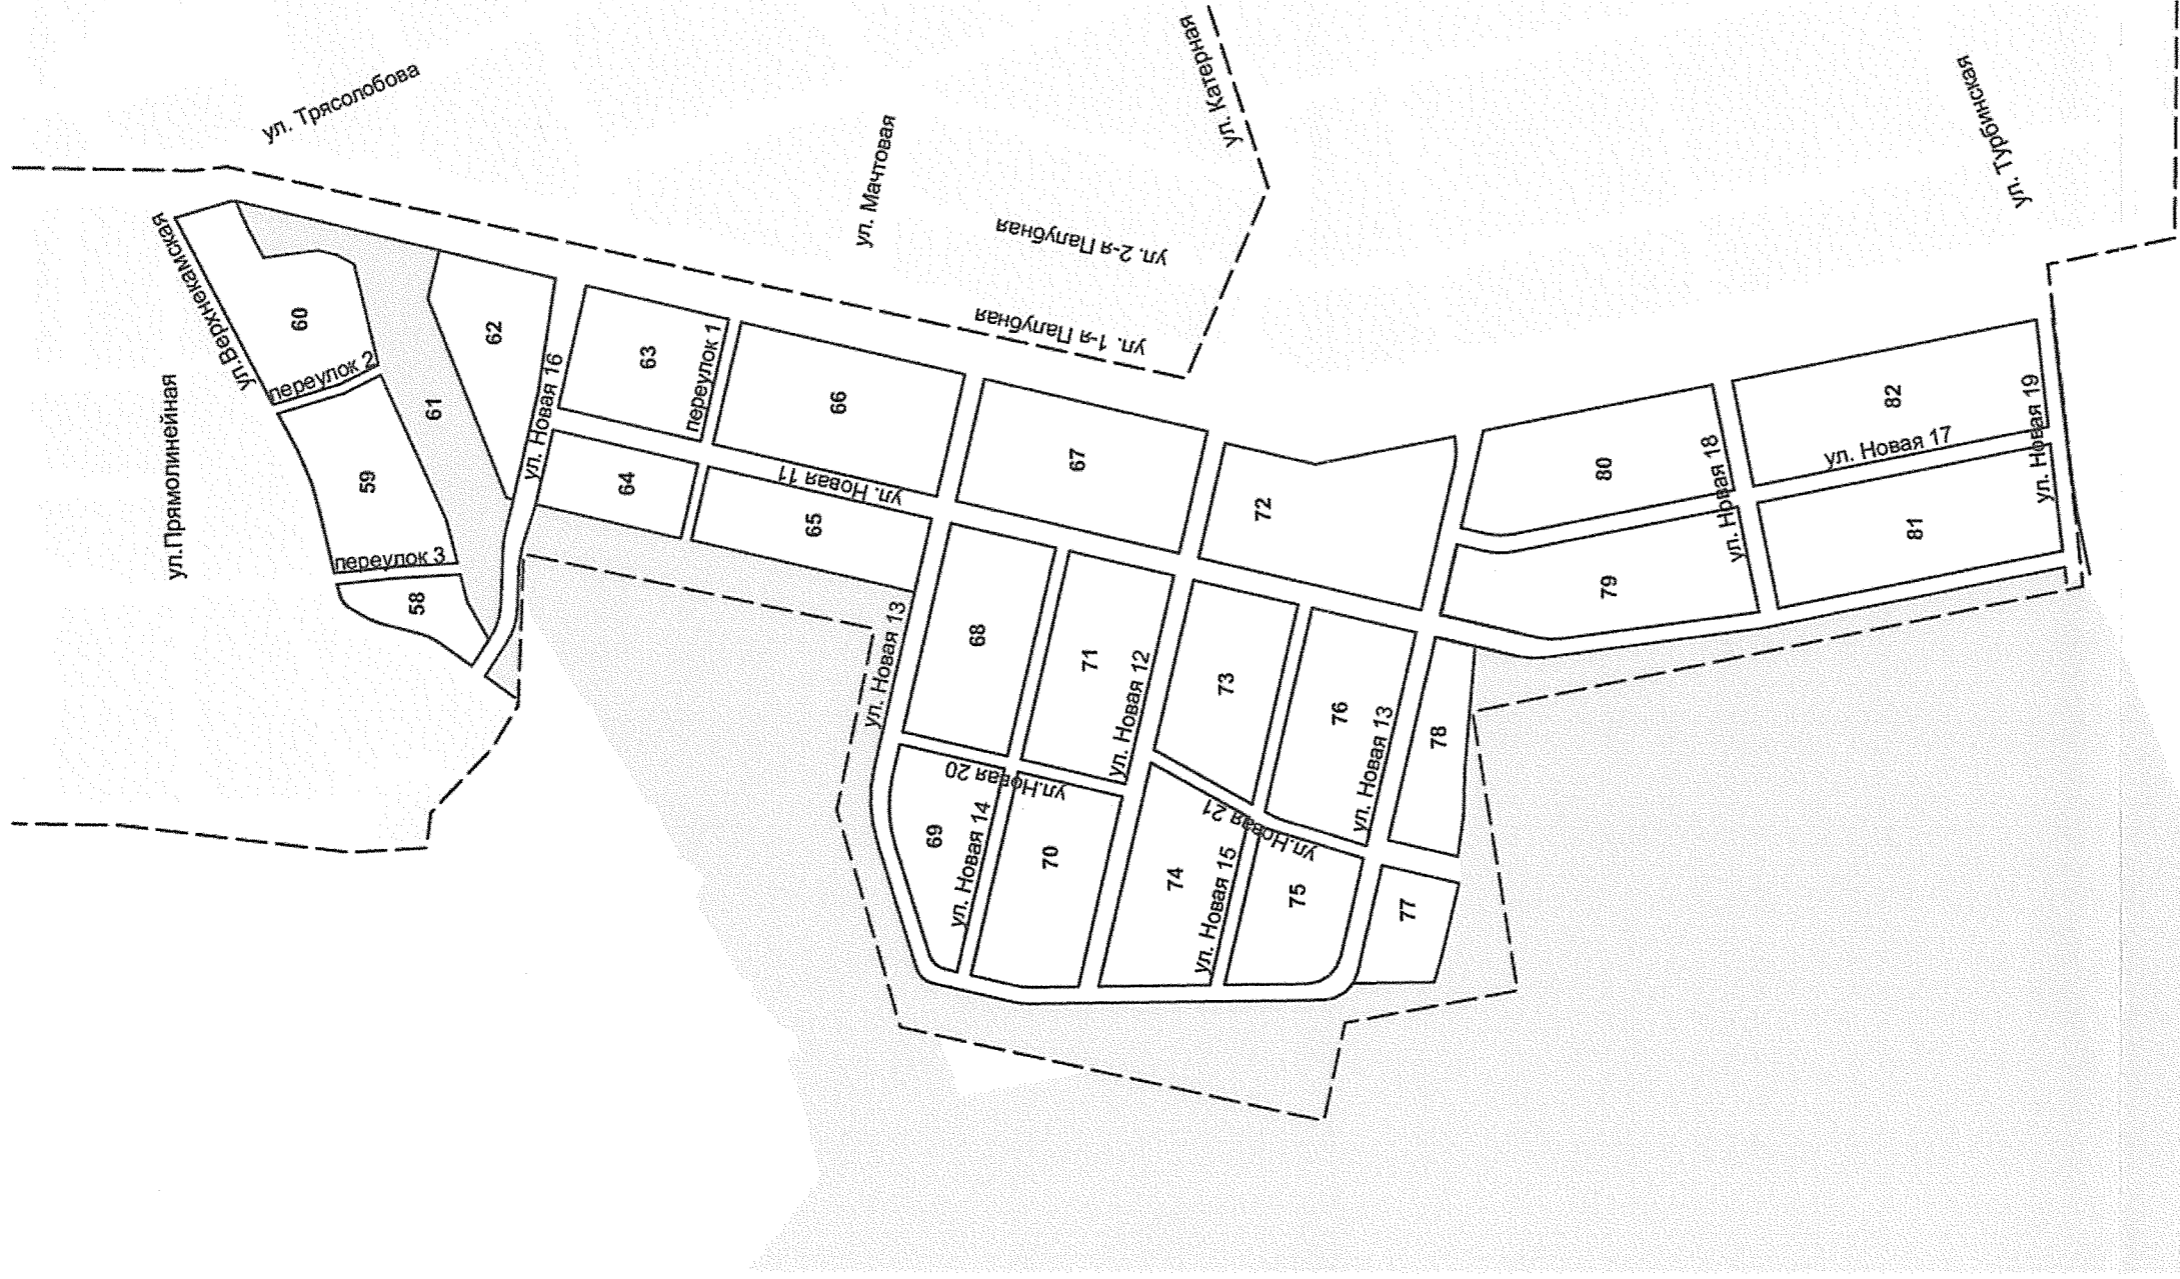 ул. Трясолобова
ул. Катерная
ул. Турбинская
ул. Мачтовая
ул. 2-я Палубная
ул. 1-я Палубная
ул.Верхнекамская
ул.Прямолинейная
60
переулок 2
62
61
59
переулок 3
58
ул. Новая 16
63
переулок 1
64
66
ул. Новая 11
65
67
72
80
82
ул. Новая 17
ул. Новая 18
ул. Новая 19
79
81
ул. Новая 13
68
71
ул. Новая 12
73
76
ул. Новая 13
78
ул.Новая 20
69
ул. Новая 14
70
74
ул.Новая 21
ул. Новая 15
75
77